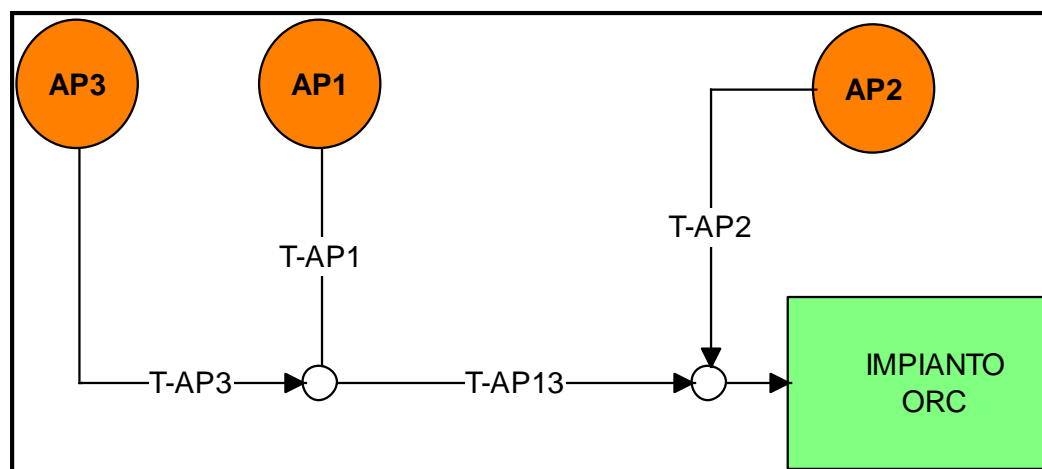 AP3
AP1
AP2
T-AP2
T-AP1
IMPIANTO
ORC
T-AP3
T-AP13